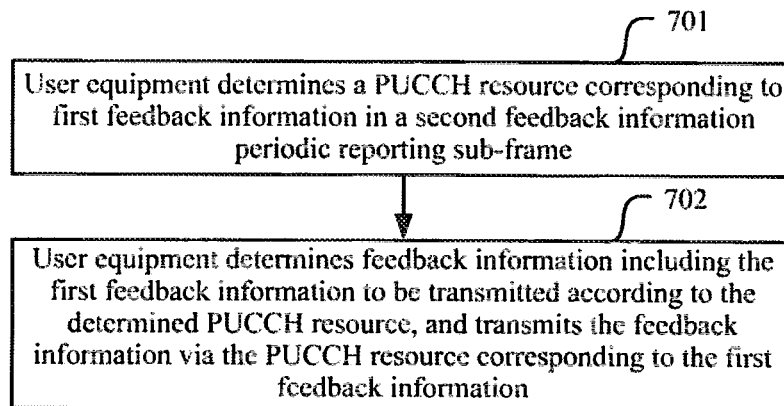 701
User equipment determines a PUCCH resource corresponding to
first feedback information in a second feedback information
periodic reporting sub-frame
702
User equipment determines feedback information including the
first feedback information to be transmitted according to the
determined PUCCH resource, and transmits the feedback
information via the PUCCH resource corresponding to the first
feedback information